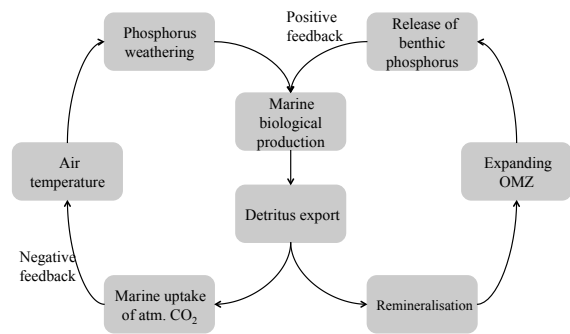 Phosphorus
weathering
Positive
feedback
Release of
benthic
phosphorus
Marine
biological
production
Air
temperature
Expanding
OMZ
Detritus export
Negative
feedback
Marine uptake
of atm. CO₂
Remineralisation